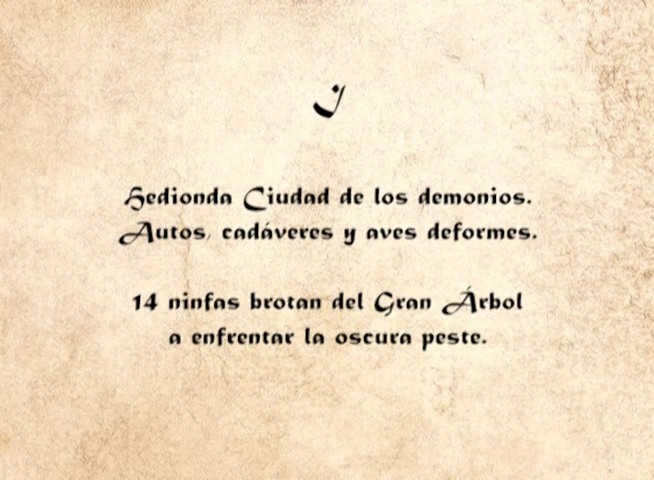 I
Hedionda Ciudad de los demonios.
Autos, cadáveres y aves deformes.
14 ninfas brotan del Gran Árbol
a enfrentar la oscura peste.